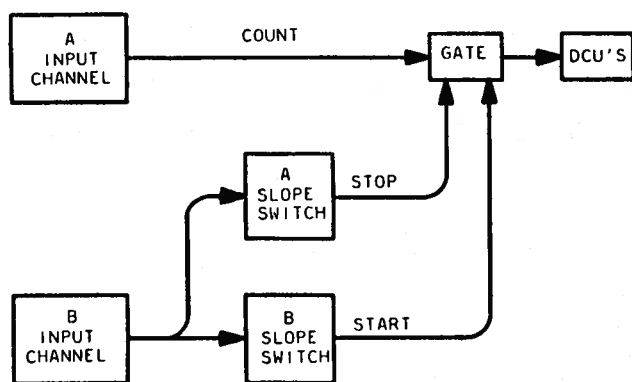 A
INPUT
CHANNEL
COUNT
GATE
DCU'S
A
SLOPE
SWITCH
STOP
B
INPUT
CHANNEL
B
SLOPE
SWITCH
START